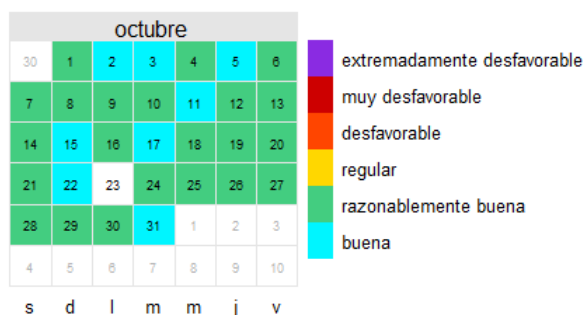 octubre
30 1 2 3 4 5 6
7 8 9 10 11 12 13
14 15 16 17 18 19 20
21 22 23 24 25 26 27
28 29 30 31 1 2 3
4 5 6 7 8 9 10
s d l m m j v
extremadamente desfavorable
muy desfavorable
desfavorable
regular
razonablemente buena
buena